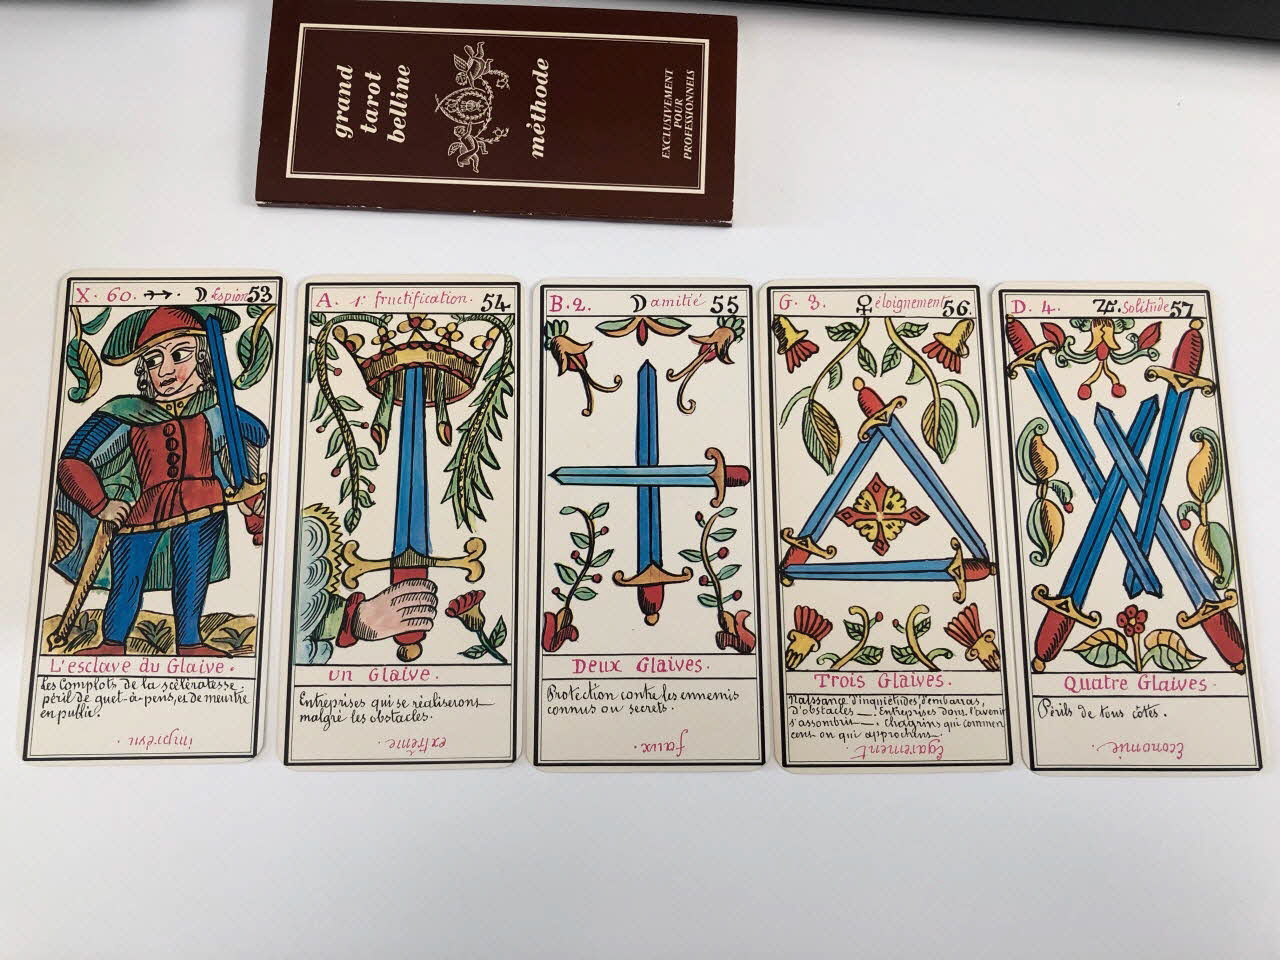 grand
tarot
belline
méthode
EXCLUSIVEMENT
POUR
PROFESSIONNELS
X. 60. Espion 53
L'esclave du Glaive.
Les Complots de la scélératesse
péril de guet-à-pens, et de meurtre
en public.
imprévu.
A. 1 fructification. 54
un Glaive.
Entreprises qui se réaliseront
malgré les obstacles.
extrême.
B. 2. amitié 55
Deux Glaives.
Protection contre les ennemis
connus ou secrets.
faux.
G. 3. ♀ éloignement 56.
Trois Glaives.
Naissance d'inquiétudes, d'embarras,
d'obstacles _. Entreprises dont l'avenir
s'assombrit _. chagrins qui commen
cent ou qui approchent.
Egarement.
D. 4. Solitude 57
Quatre Glaives.
Périls de tous côtés.
Economie.